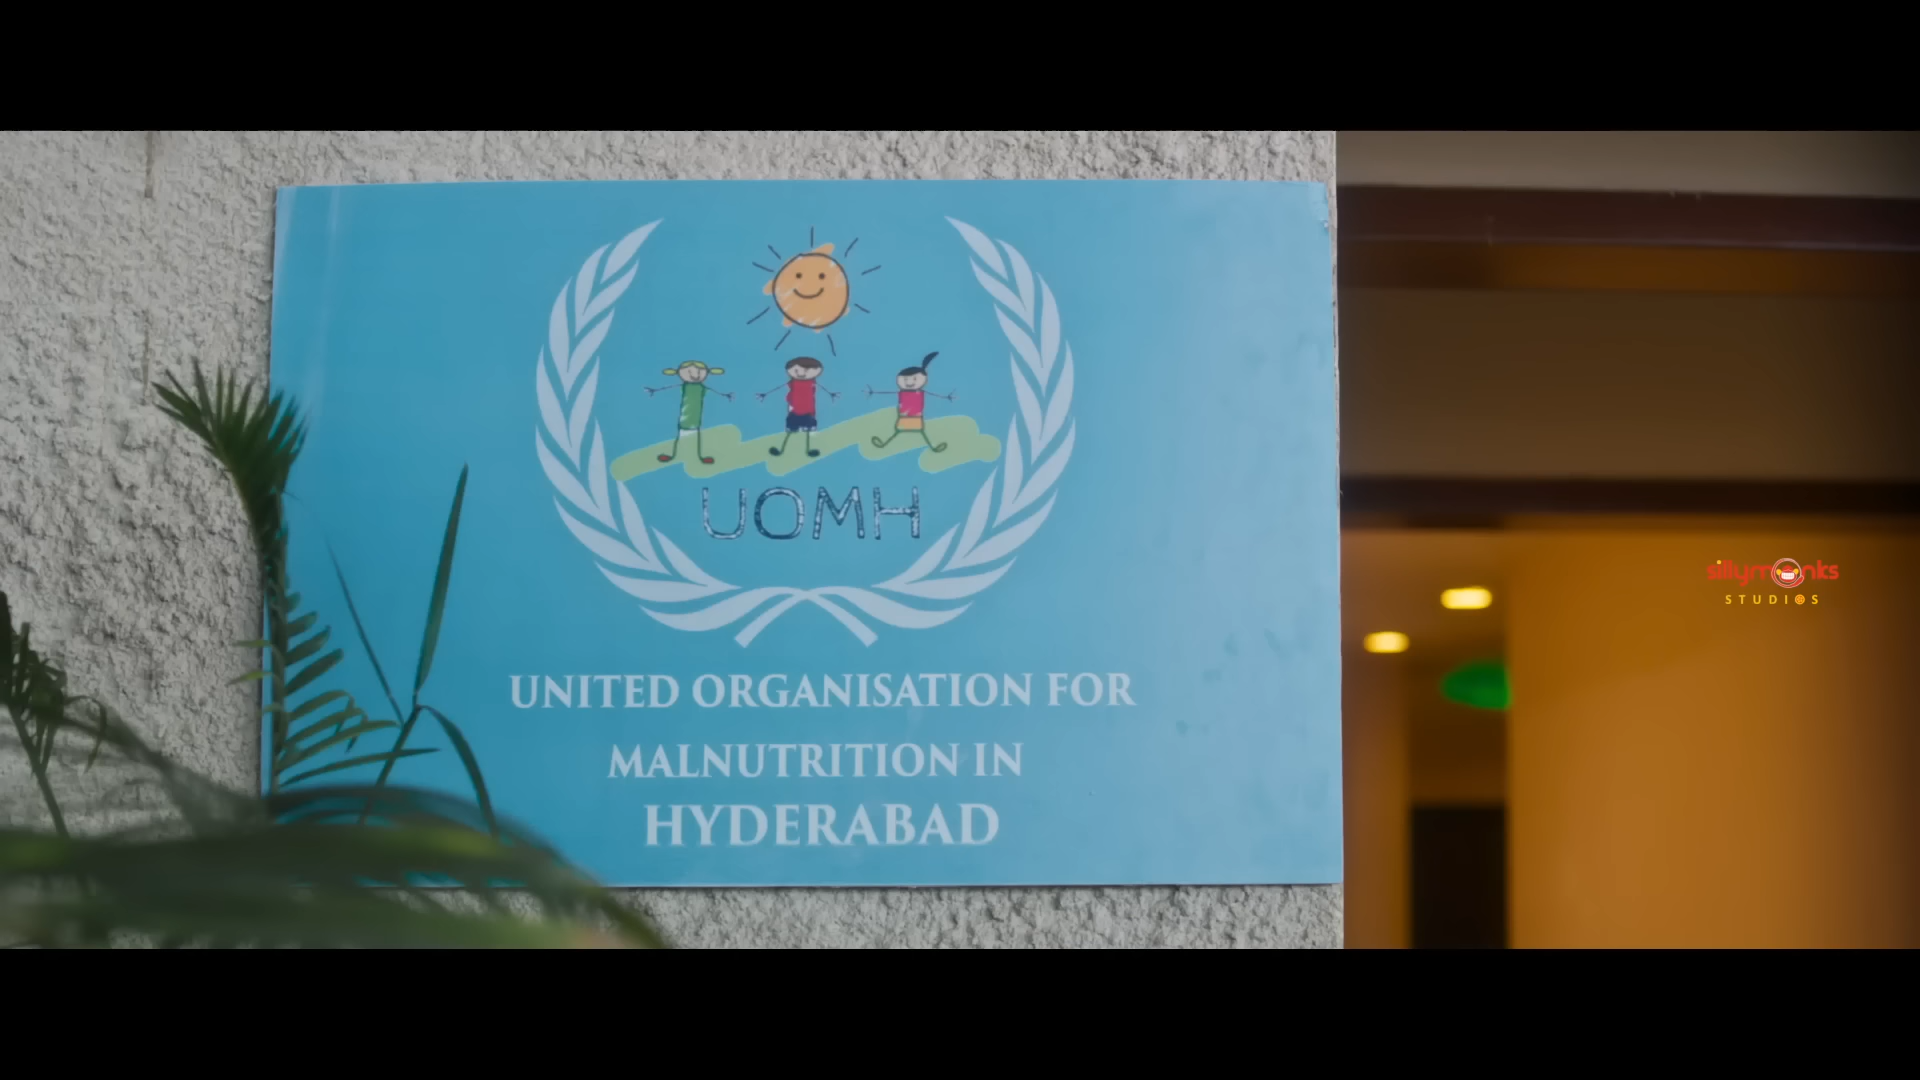 UOMH
UNITED ORGANISATION FOR
MALNUTRITION IN
HYDERABAD
sillymonks
STUDIOS